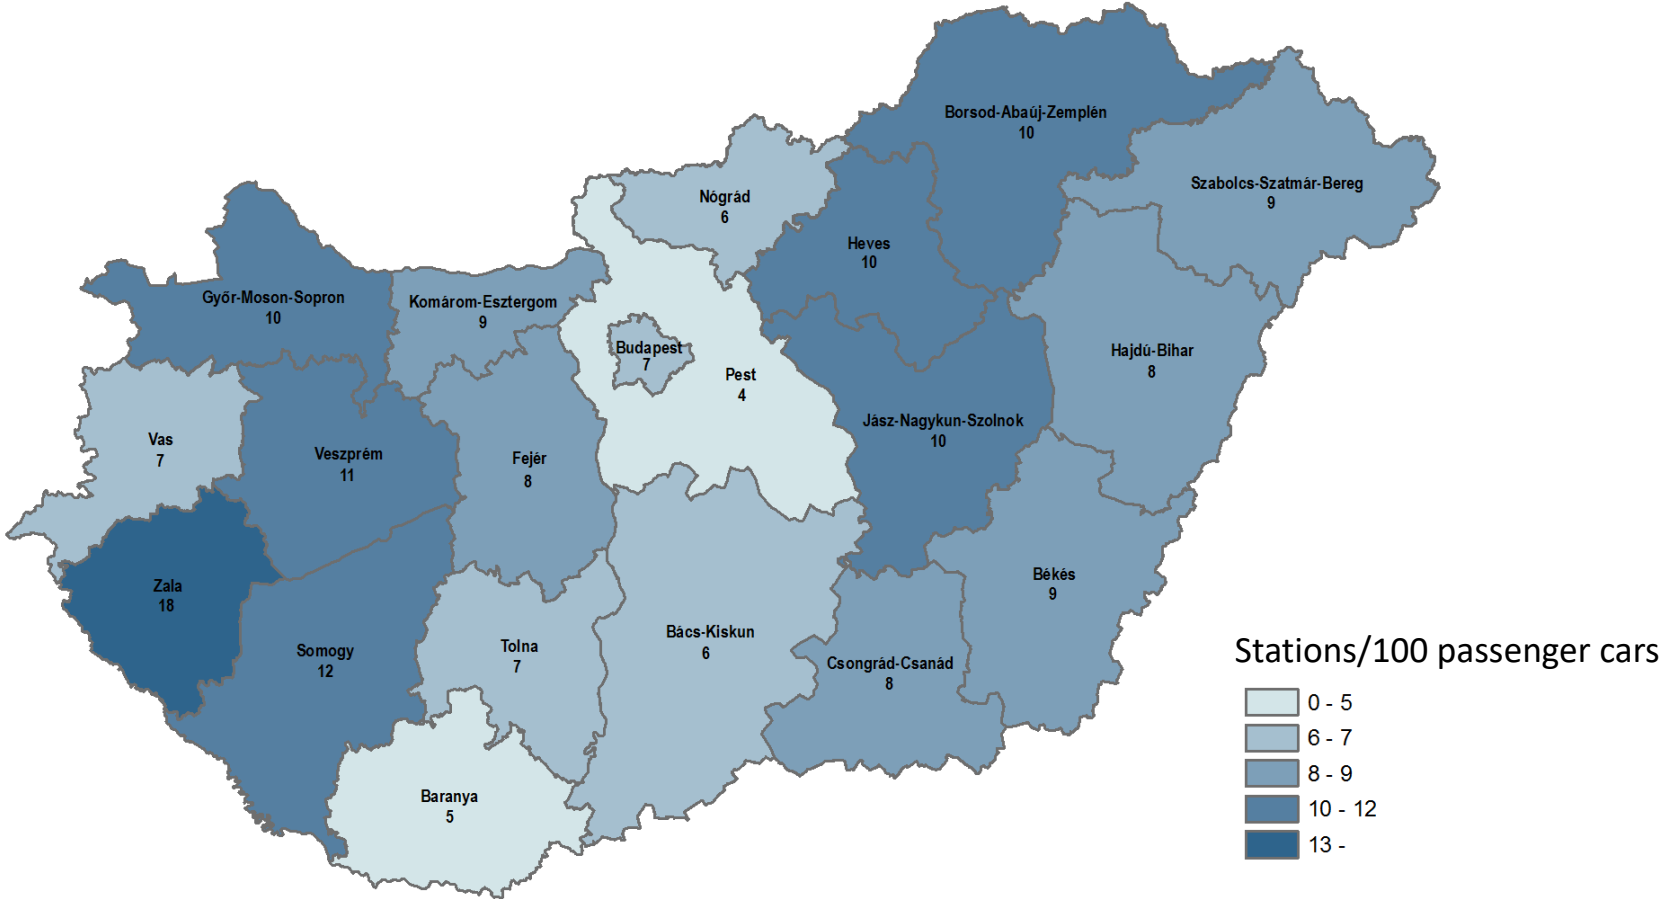 Borsod-Abaúj-Zemplén
10
Szabolcs-Szatmár-Bereg
9
Nógrád
6
Heves
10
Győr-Moson-Sopron
10
Komárom-Esztergom
9
Budapest
7
Pest
4
Hajdú-Bihar
8
Jász-Nagykun-Szolnok
10
Vas
7
Veszprém
11
Fejér
8
Zala
18
Békés
9
Somogy
12
Tolna
7
Bács-Kiskun
6
Csongrád-Csanád
8
Baranya
5
Stations/100 passenger cars
0 - 5
6 - 7
8 - 9
10 - 12
13 -